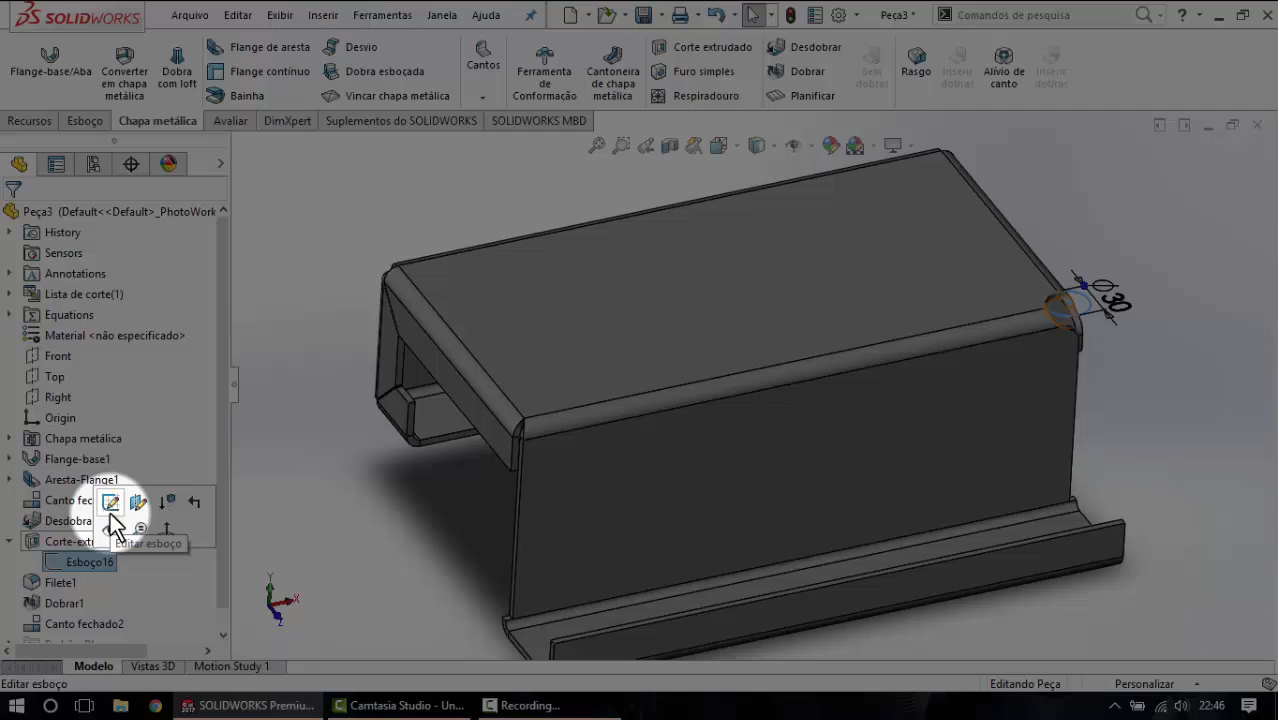 SOLIDWORKS
Arquivo Editar Exibir Inserir Ferramentas Janela Ajuda Peça3 * Comandos de pesquisa ?
Flange-base/Aba
Converter em chapa metálica
Dobra com loft
Flange de aresta
Flange contínuo
Bainha
Desvio
Dobra esboçada
Vincar chapa metálica
Cantos
Ferramenta de Conformação
Cantoneira de chapa metálica
Corte extrudado
Furo simples
Respiradouro
Desdobrar
Dobrar
Planificar
Sem dobrar
Rasgo
Inserir dobras
Alívio de canto
Recursos Esboço Chapa metálica Avaliar DimXpert Suplementos do SOLIDWORKS SOLIDWORKS MBD
Peça3 (Default<<Default>_PhotoWork
History
Sensors
Annotations
Lista de corte(1)
Equations
Material <não especificado>
Front
Top
Right
Origin
Chapa metálica
Flange-base1
Aresta-Flange1
Canto fec
Desdobra
Corte-extr
Editar esboço
Esboço16
Filete1
Dobrar1
Canto fechado2
Ø30
Y
X
Z
Modelo Vistas 3D Motion Study 1
Editar esboço Editando Peça Personalizar
SOLIDWORKS Premiu... Camtasia Studio - Un... Recording... 22:46